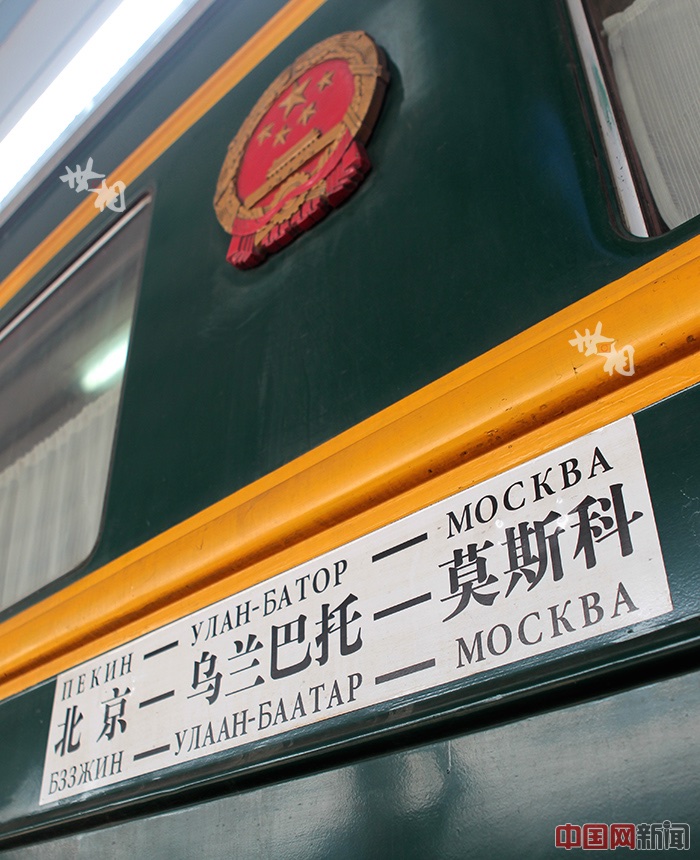 ПЕКИН — УЛАН-БАТОР — МОСКВА
北京 — 乌兰巴托 — 莫斯科
БЗЗЖИН — УЛААН-БААТАР — МОСКВА
中国网新闻